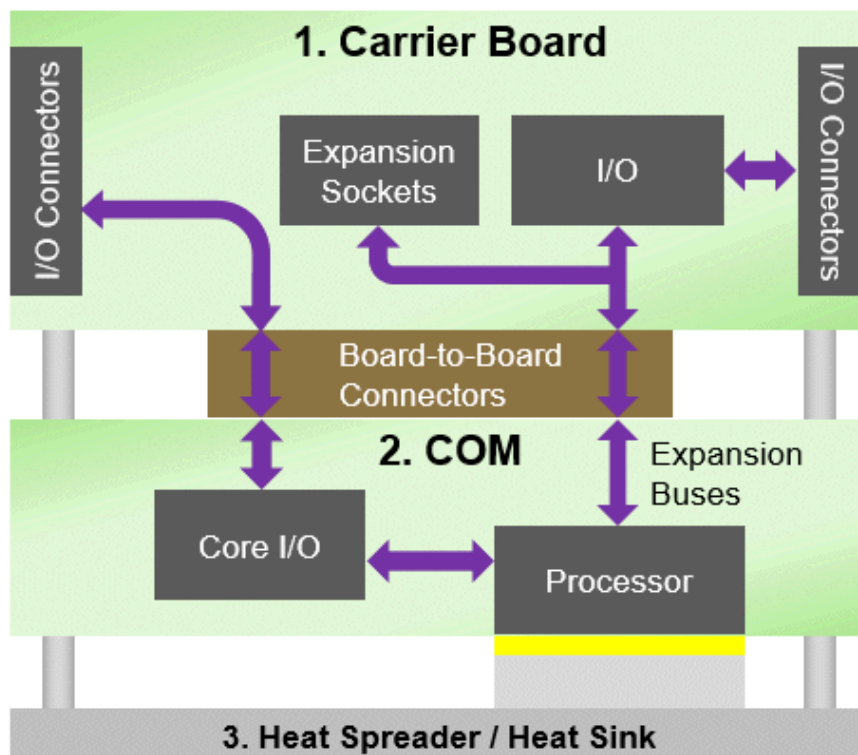 1. Carrier Board
I/O Connectors
Expansion
Sockets
I/O
I/O Connectors
Board-to-Board
Connectors
2. COM
Expansion
Buses
Core I/O
Processor
3. Heat Spreader / Heat Sink